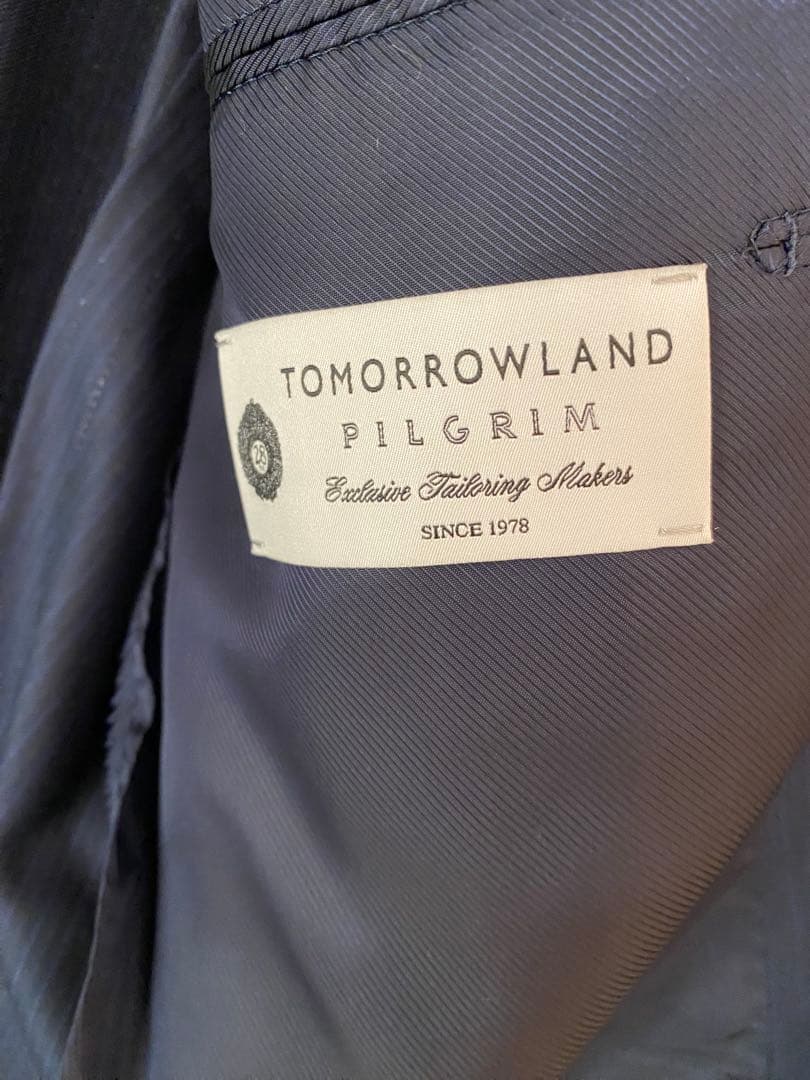 TOMORROWLAND
PILGRIM
Exclusive Tailoring Makers
SINCE 1978